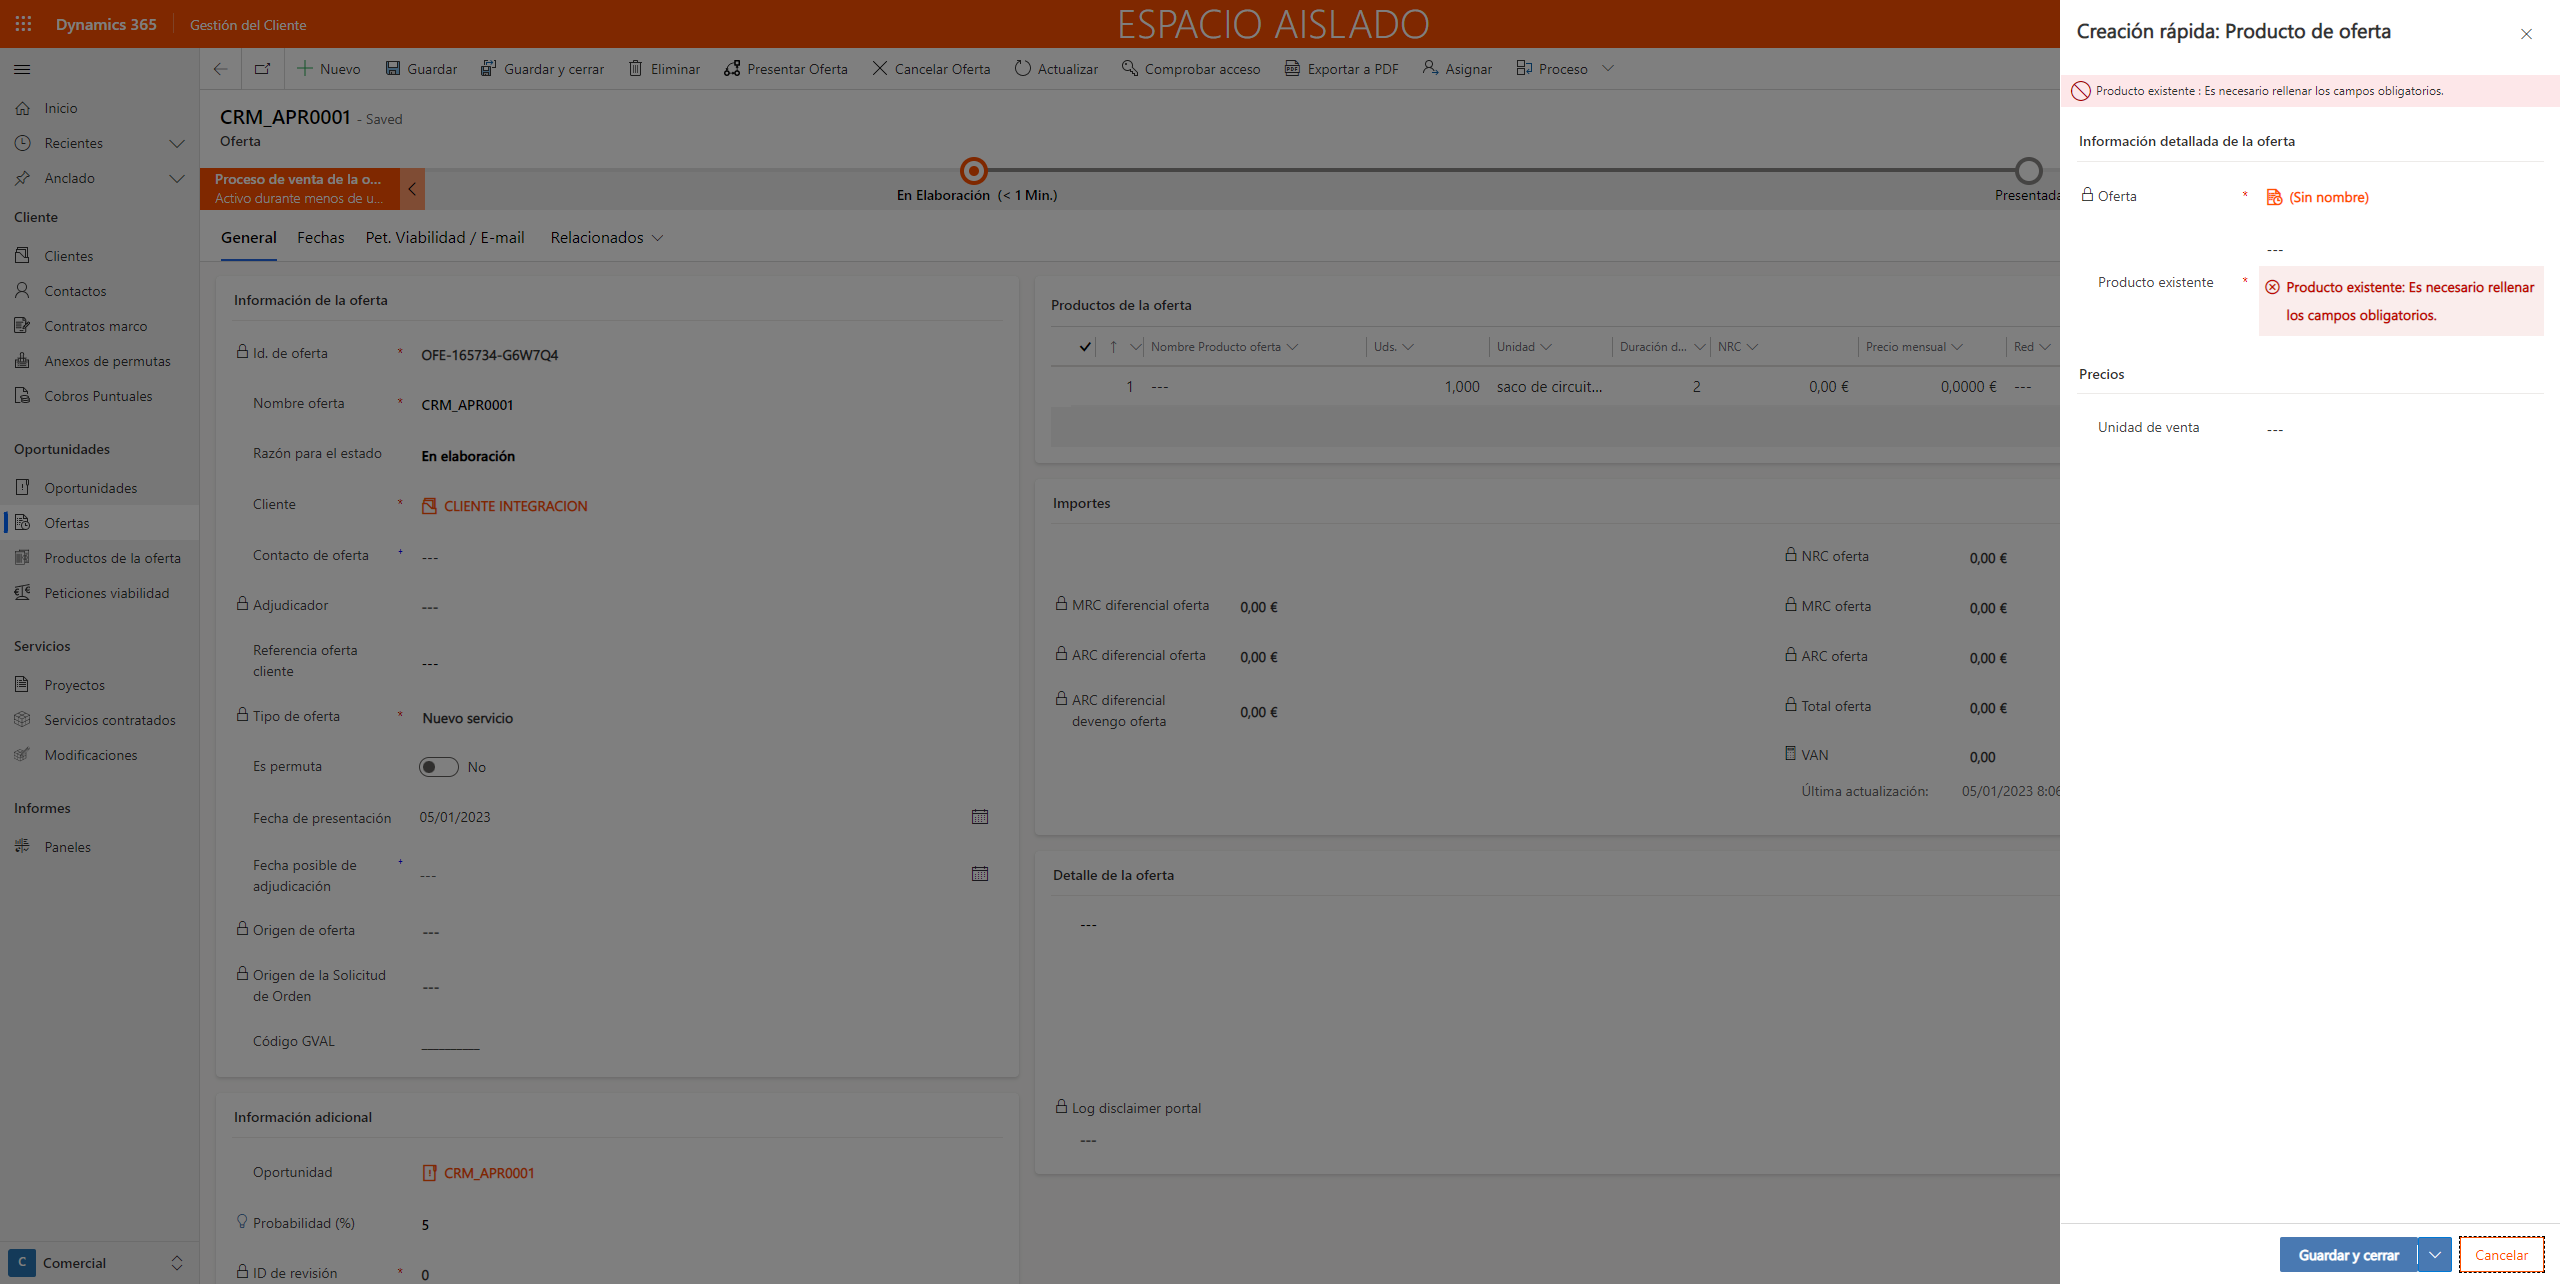 Dynamics 365
Gestión del Cliente
ESPACIO AISLADO
Nuevo
Guardar
Guardar y cerrar
Eliminar
Presentar Oferta
Cancelar Oferta
Actualizar
Comprobar acceso
Exportar a PDF
Asignar
Proceso
Inicio
Recientes
Anclado
Cliente
Clientes
Contactos
Contratos marco
Anexos de permutas
Cobros Puntuales
Oportunidades
Oportunidades
Ofertas
Productos de la oferta
Peticiones viabilidad
Servicios
Proyectos
Servicios contratados
Modificaciones
Informes
Paneles
C Comercial
CRM_APR0001 - Saved
Oferta
Proceso de venta de la o...
Activo durante menos de u...
En Elaboración (< 1 Min.)
Presentada
General
Fechas
Pet. Viabilidad / E-mail
Relacionados
Información de la oferta
Id. de oferta * OFE-165734-G6W7Q4
Nombre oferta * CRM_APR0001
Razón para el estado En elaboración
Cliente * CLIENTE INTEGRACION
Contacto de oferta + ---
Adjudicador ---
Referencia oferta
cliente ---
Tipo de oferta * Nuevo servicio
Es permuta No
Fecha de presentación 05/01/2023
Fecha posible de
adjudicación + ---
Origen de oferta ---
Origen de la Solicitud
de Orden ---
Código GVAL __________
Información adicional
Oportunidad CRM_APR0001
Probabilidad (%) 5
ID de revisión * 0
Productos de la oferta
Nombre Producto oferta
Uds.
Unidad
Duración d...
NRC
Precio mensual
Red
1 --- 1,000 saco de circuit... 2 0,00 € 0,0000 € ---
Importes
NRC oferta 0,00 €
MRC diferencial oferta 0,00 €
MRC oferta 0,00 €
ARC diferencial oferta 0,00 €
ARC oferta 0,00 €
ARC diferencial
devengo oferta 0,00 €
Total oferta 0,00 €
VAN 0,00
Última actualización: 05/01/2023 8:06
Detalle de la oferta
---
Log disclaimer portal
---
Creación rápida: Producto de oferta
Producto existente : Es necesario rellenar los campos obligatorios.
Información detallada de la oferta
Oferta * (Sin nombre)
---
Producto existente *
Producto existente: Es necesario rellenar
los campos obligatorios.
Precios
Unidad de venta ---
Guardar y cerrar
Cancelar